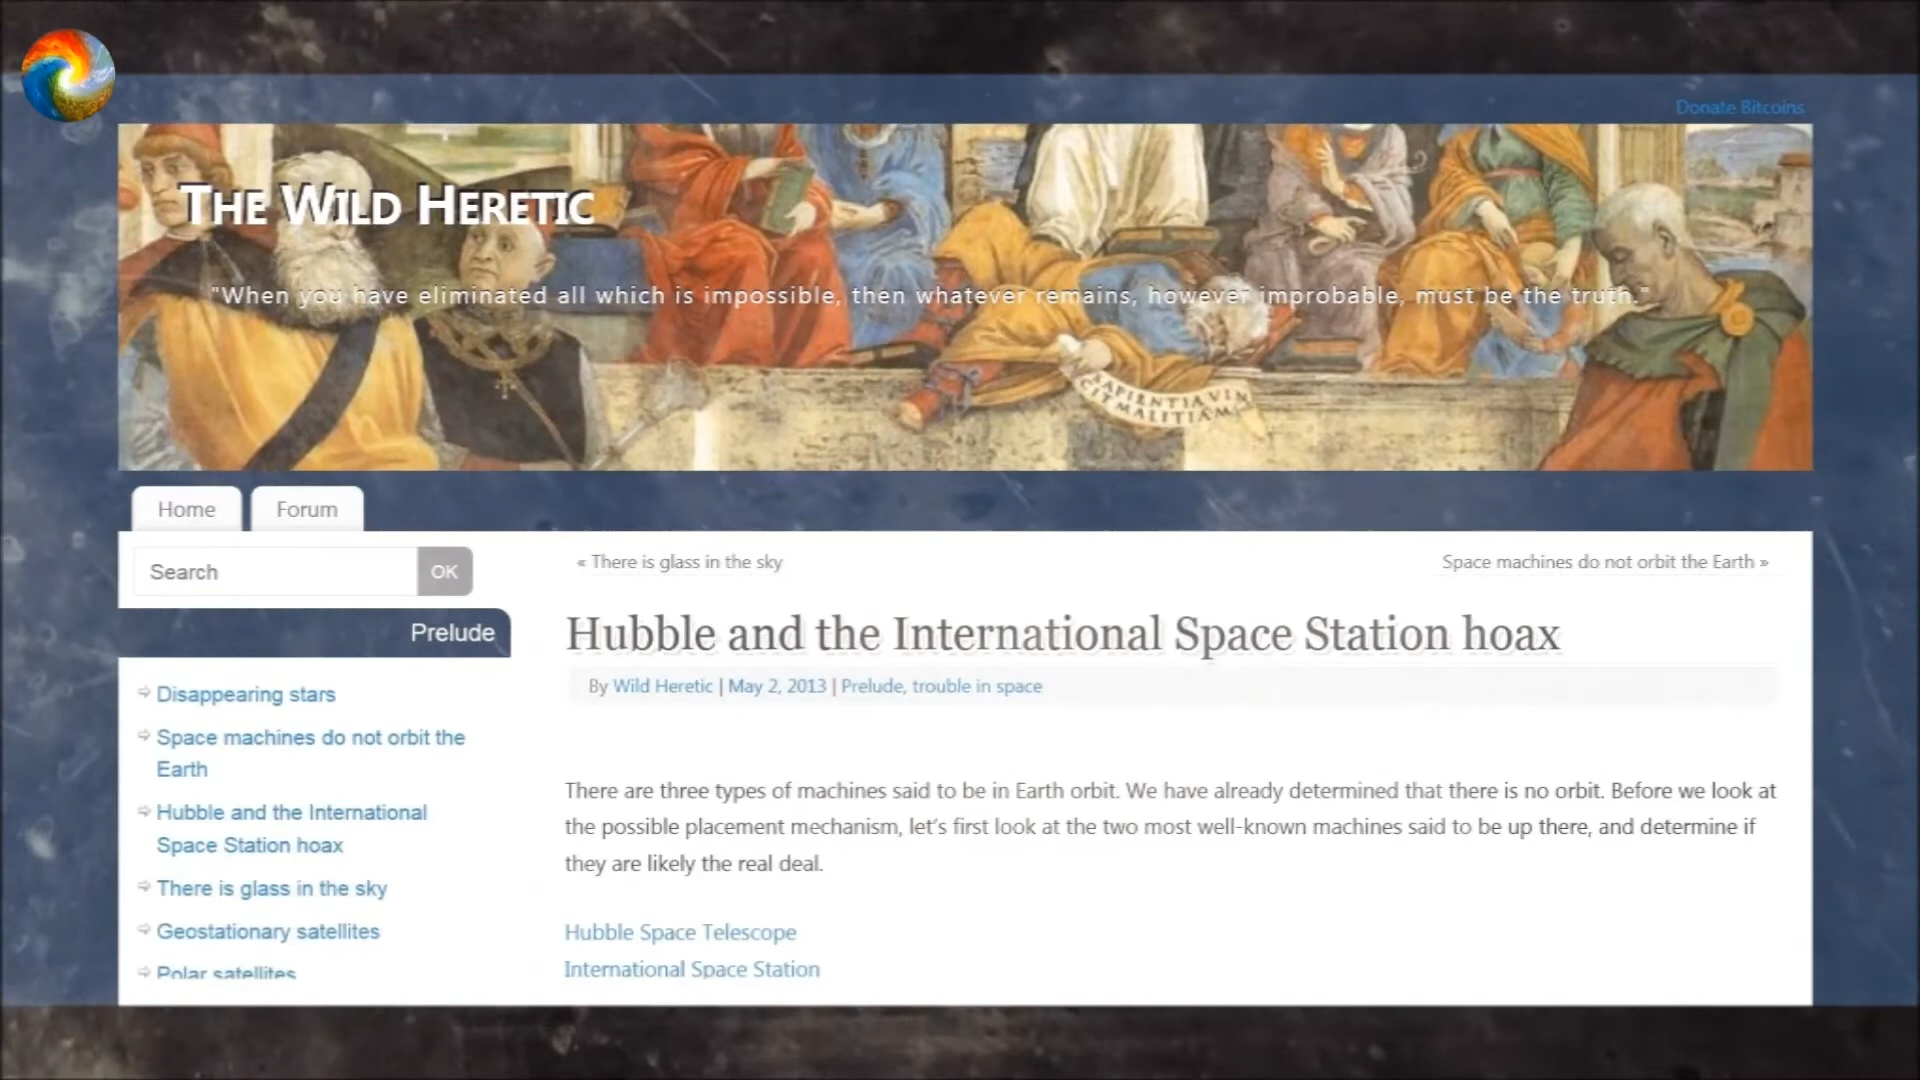 Donate Bitcoins
THE WILD HERETIC
"When you have eliminated all which is impossible, then whatever remains, however improbable, must be the truth."
SAPIENTIA VIN
CIT MALITIAM
Home
Forum
Search
OK
« There is glass in the sky
Space machines do not orbit the Earth »
Prelude
Disappearing stars
Space machines do not orbit the
Earth
Hubble and the International
Space Station hoax
There is glass in the sky
Geostationary satellites
Polar satellites
Hubble and the International Space Station hoax
By Wild Heretic | May 2, 2013 | Prelude, trouble in space
There are three types of machines said to be in Earth orbit. We have already determined that there is no orbit. Before we look at
the possible placement mechanism, let's first look at the two most well-known machines said to be up there, and determine if
they are likely the real deal.
Hubble Space Telescope
International Space Station